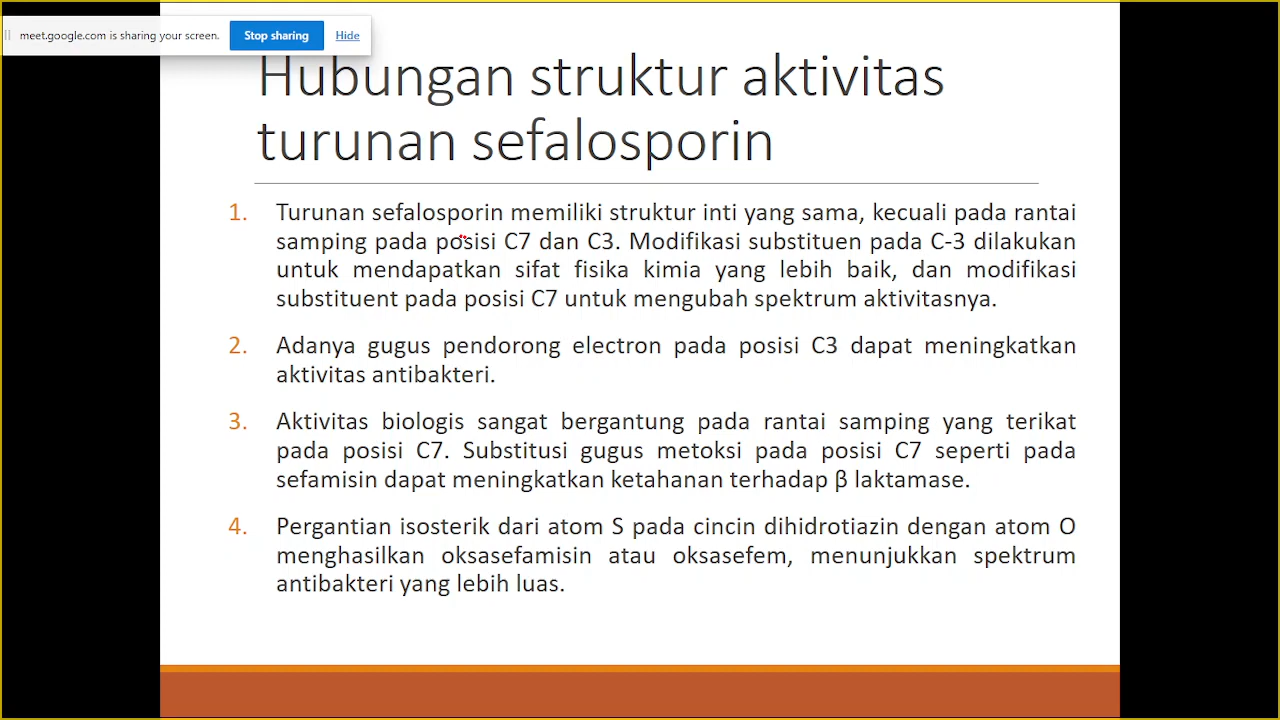 meet.google.com is sharing your screen. Stop sharing Hide
Hubungan struktur aktivitas
turunan sefalosporin
1. Turunan sefalosporin memiliki struktur inti yang sama, kecuali pada rantai
samping pada posisi C7 dan C3. Modifikasi substituen pada C-3 dilakukan
untuk mendapatkan sifat fisika kimia yang lebih baik, dan modifikasi
substituent pada posisi C7 untuk mengubah spektrum aktivitasnya.
2. Adanya gugus pendorong electron pada posisi C3 dapat meningkatkan
aktivitas antibakteri.
3. Aktivitas biologis sangat bergantung pada rantai samping yang terikat
pada posisi C7. Substitusi gugus metoksi pada posisi C7 seperti pada
sefamisin dapat meningkatkan ketahanan terhadap β laktamase.
4. Pergantian isosterik dari atom S pada cincin dihidrotiazin dengan atom O
menghasilkan oksasefamisin atau oksasefem, menunjukkan spektrum
antibakteri yang lebih luas.